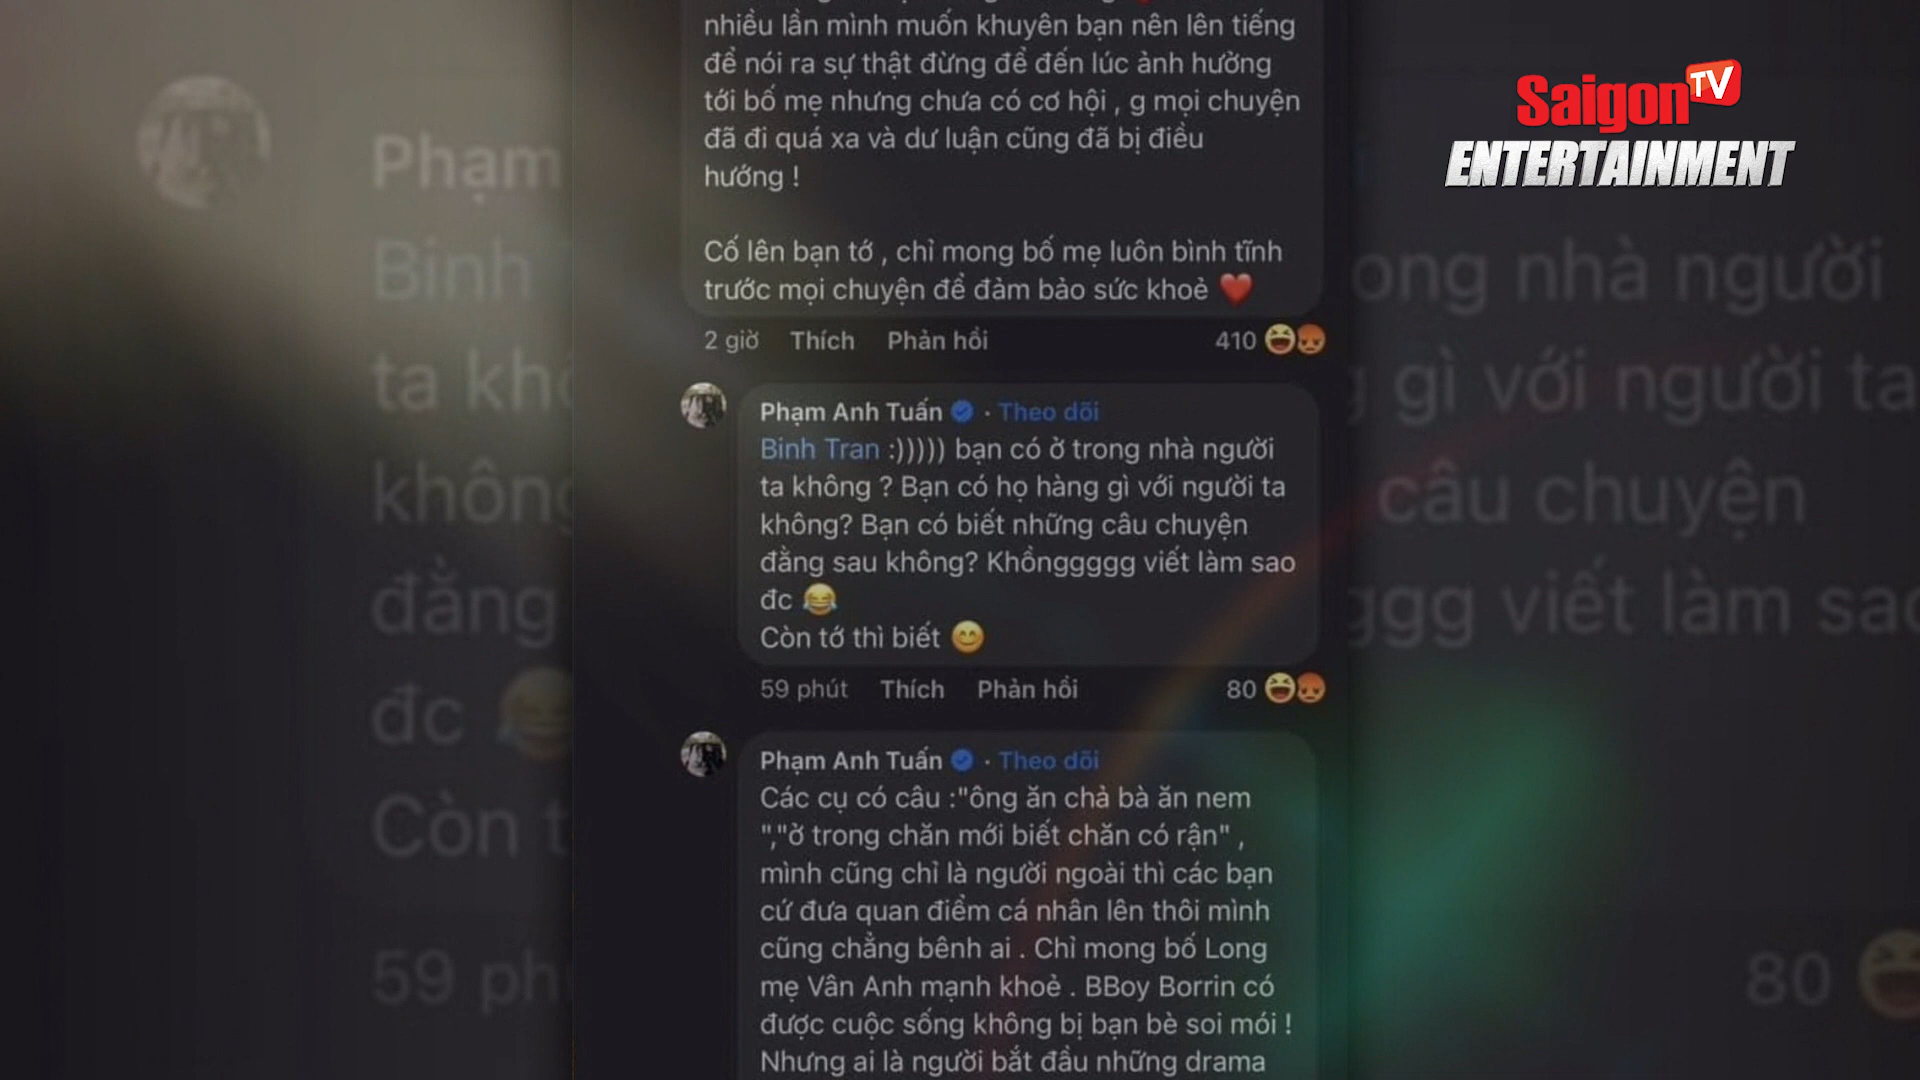 nhiều lần mình muốn khuyên bạn nên lên tiếng
để nói ra sự thật đừng để đến lúc ảnh hưởng
tới bố mẹ nhưng chưa có cơ hội , g mọi chuyện
đã đi quá xa và dư luận cũng đã bị điều
hướng !
Cố lên bạn tớ , chỉ mong bố mẹ luôn bình tĩnh
trước mọi chuyện để đảm bảo sức khoẻ ❤️
2 giờ Thích Phản hồi 410 😆😡
Phạm Anh Tuấn · Theo dõi
Binh Tran :))))) bạn có ở trong nhà người
ta không ? Bạn có họ hàng gì với người ta
không? Bạn có biết những câu chuyện
đằng sau không? Khồnggggg viết làm sao
đc 😂
Còn tớ thì biết 😊
59 phút Thích Phản hồi 80 😆😡
Phạm Anh Tuấn · Theo dõi
Các cụ có câu :"ông ăn chả bà ăn nem
","ở trong chăn mới biết chăn có rận" ,
mình cũng chỉ là người ngoài thì các bạn
cứ đưa quan điểm cá nhân lên thôi mình
cũng chẳng bênh ai . Chỉ mong bố Long
mẹ Vân Anh mạnh khoẻ . BBoy Borrin có
được cuộc sống không bị bạn bè soi mói !
Nhưng ai là người bắt đầu những drama
Saigon TV
ENTERTAINMENT
Phạm
Binh
ta kh
không
đằng
đc
Còn t
59 ph
ong nhà người
gì với người ta
câu chuyện
ggg viết làm sao
80